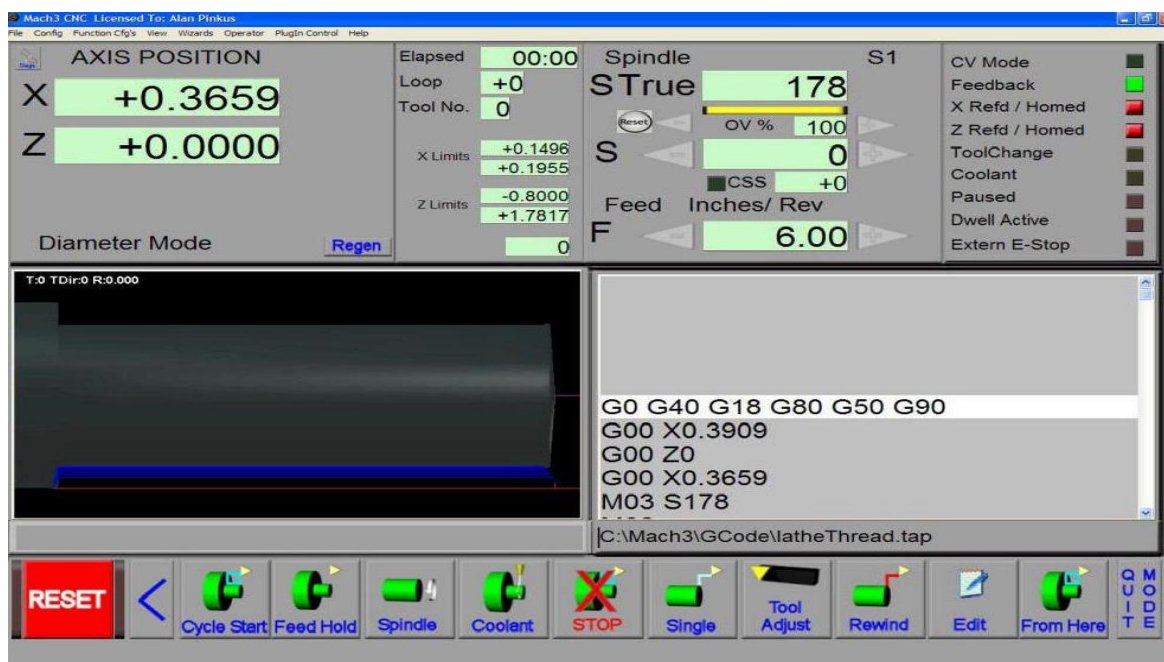 Mach3 CNC Licensed To: Alan Pinkus
File Config Function Cfg's View Wizards Operator PlugIn Control Help
AXIS POSITION
X +0.3659
Z +0.0000
Diameter Mode
Regen
Elapsed 00:00
Loop +0
Tool No. 0
X Limits +0.1496
+0.1955
Z Limits -0.8000
+1.7817
0
Spindle S1
S True 178
Reset OV % 100
S 0
CSS +0
Feed Inches/ Rev
F 6.00
CV Mode
Feedback
X Refd / Homed
Z Refd / Homed
ToolChange
Coolant
Paused
Dwell Active
Extern E-Stop
T:0 TDir:0 R:0.000
G0 G40 G18 G80 G50 G90
G00 X0.3909
G00 Z0
G00 X0.3659
M03 S178
C:\Mach3\GCode\latheThread.tap
RESET
Cycle Start
Feed Hold
Spindle
Coolant
STOP
Single
Tool
Adjust
Rewind
Edit
From Here
QUIT
MODE